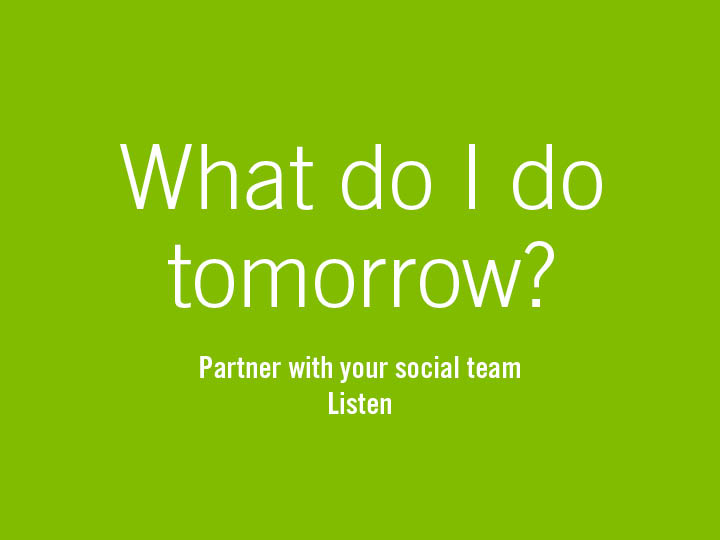 What do I do
tomorrow?
Partner with your social team
Listen